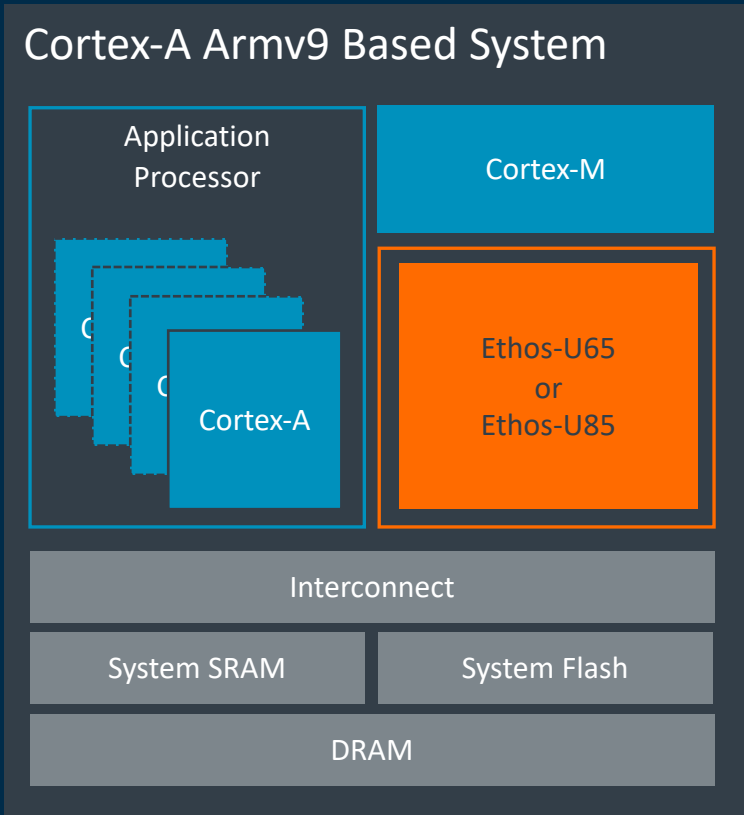 Cortex-A Armv9 Based System
Application
Processor
Cortex-M
Cortex-A
Ethos-U65
or
Ethos-U85
Interconnect
System SRAM
System Flash
DRAM